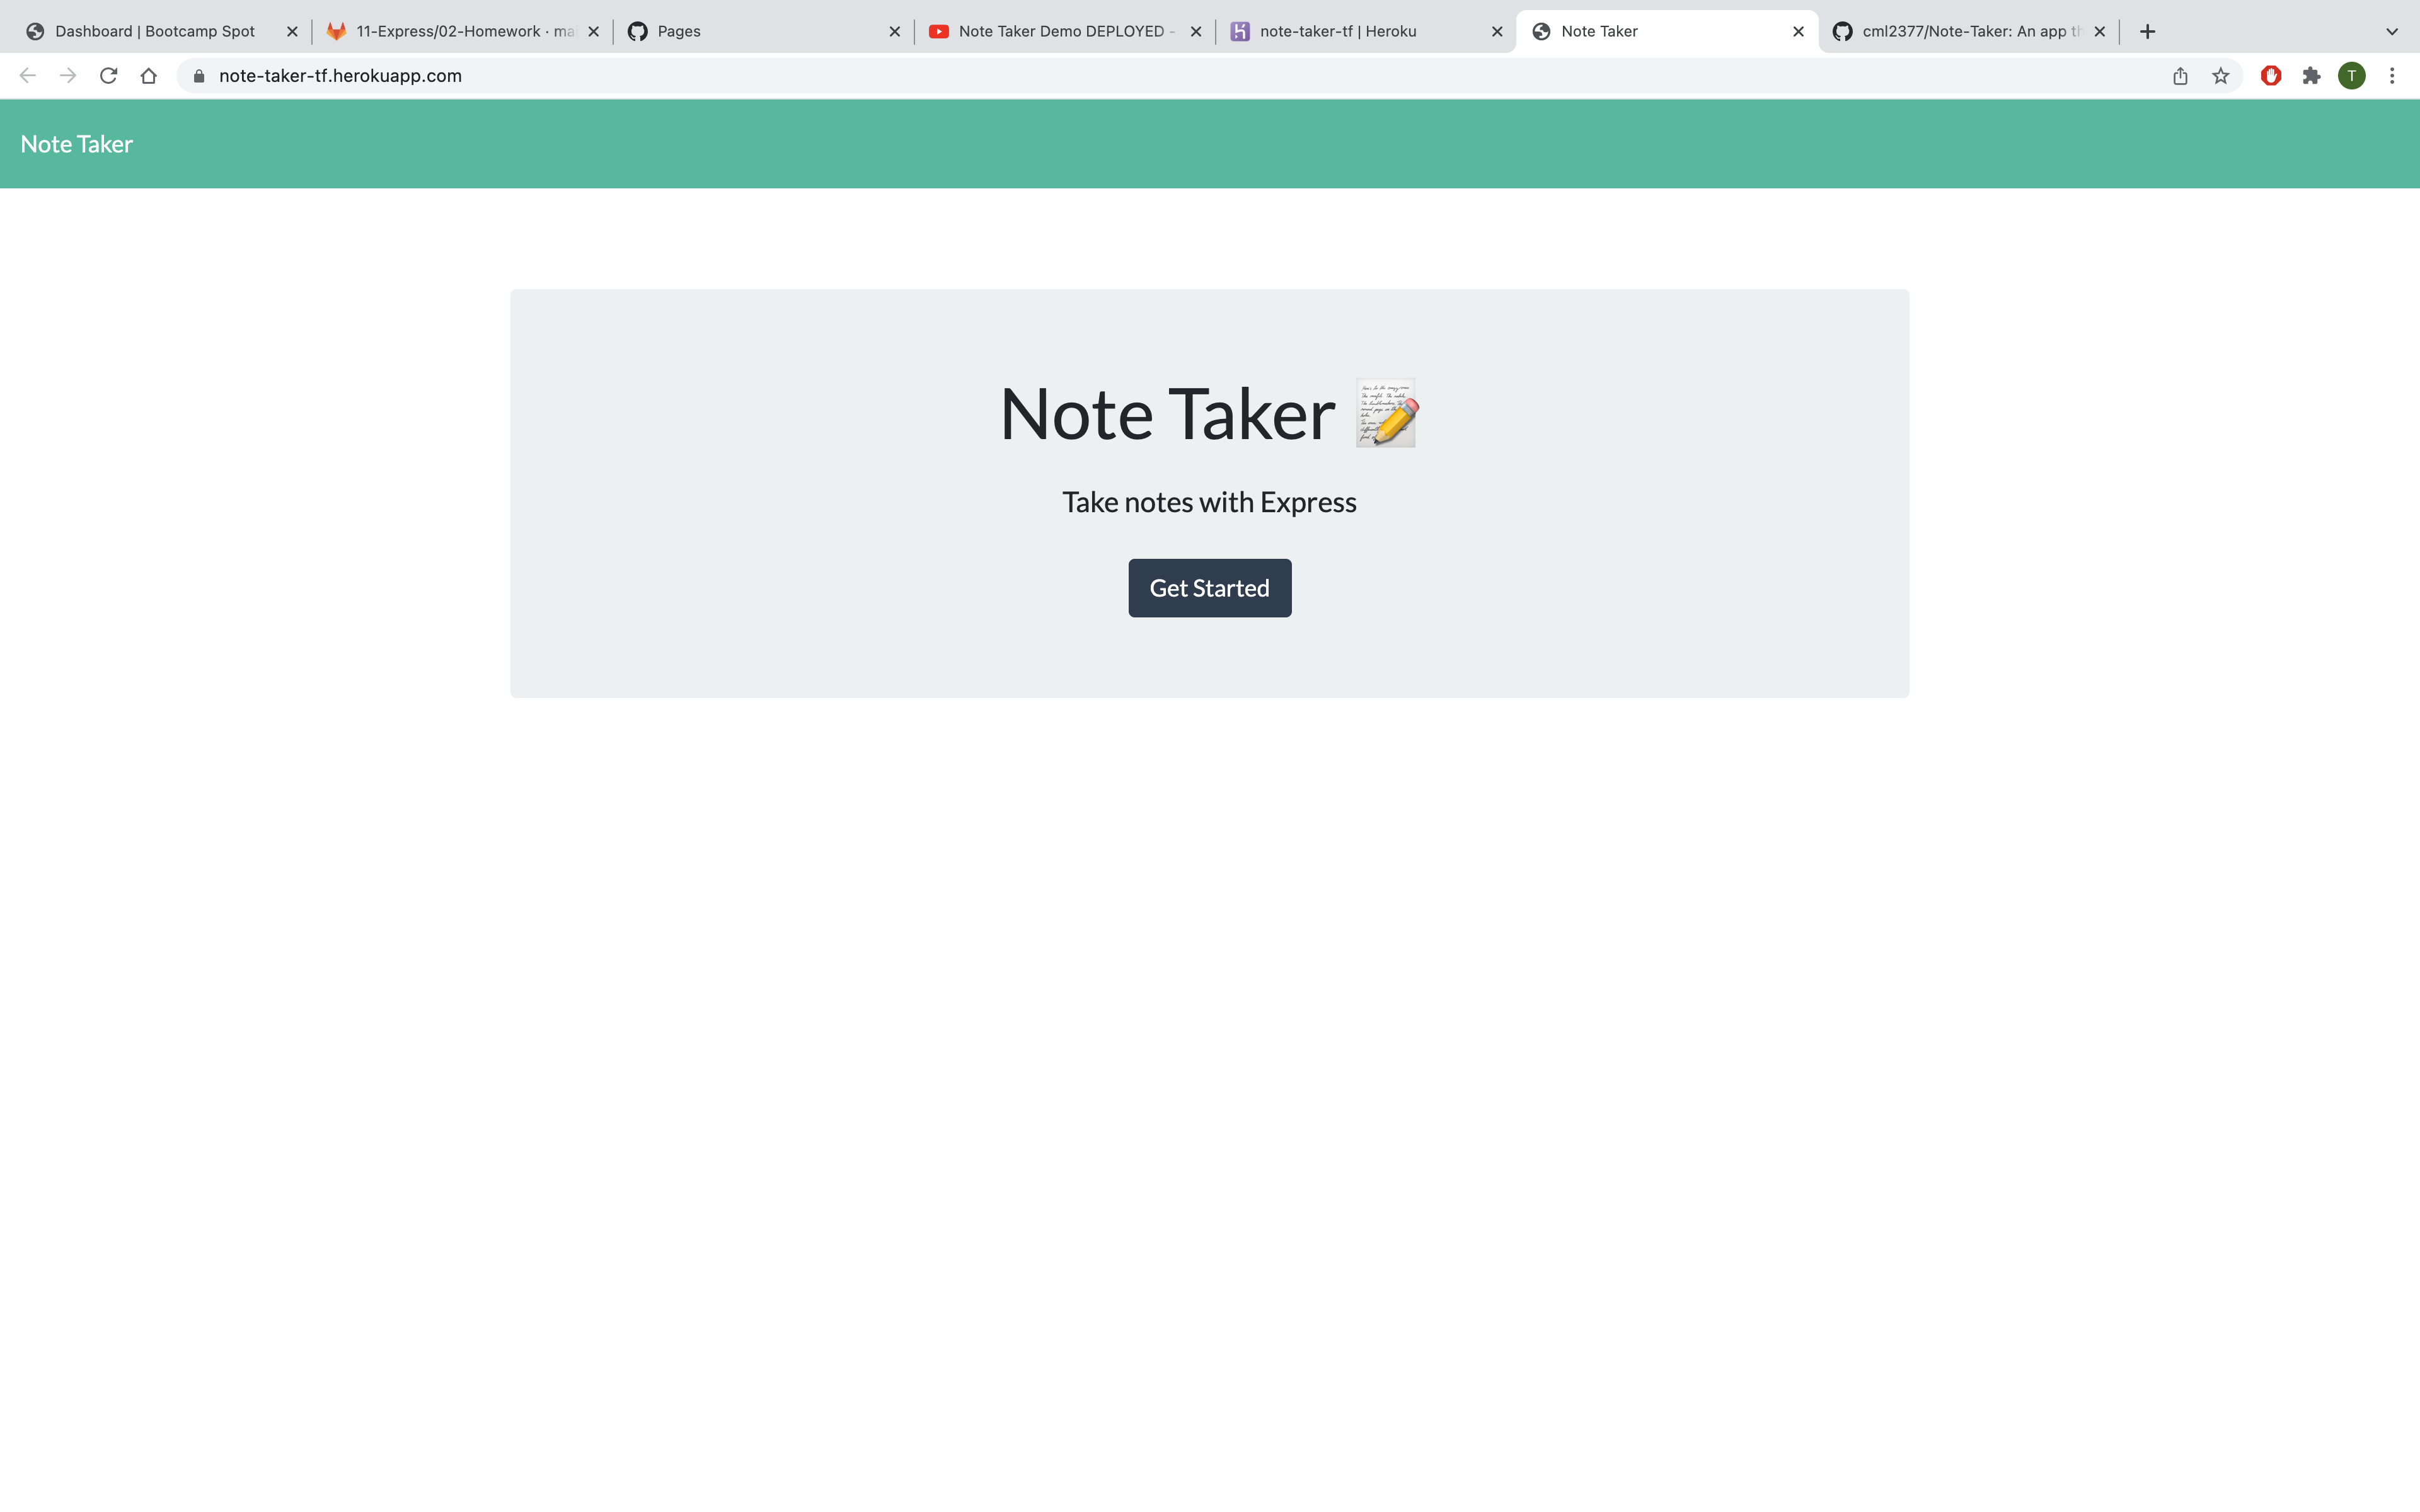 Dashboard | Bootcamp Spot
11-Express/02-Homework · ma
Pages
Note Taker Demo DEPLOYED -
note-taker-tf | Heroku
Note Taker
cml2377/Note-Taker: An app th
note-taker-tf.herokuapp.com
T
Note Taker
Note Taker
Take notes with Express
Get Started